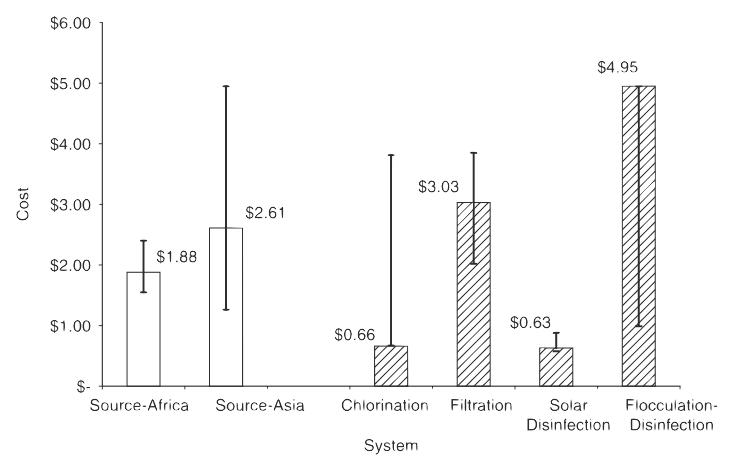 $6.00
$5.00
$4.00
$3.00
$2.00
$1.00
$-
Cost
$1.88
$2.61
$0.66
$3.03
$0.63
$4.95
Source-Africa
Source-Asia
Chlorination
Filtration
Solar
Disinfection
Flocculation-
Disinfection
System